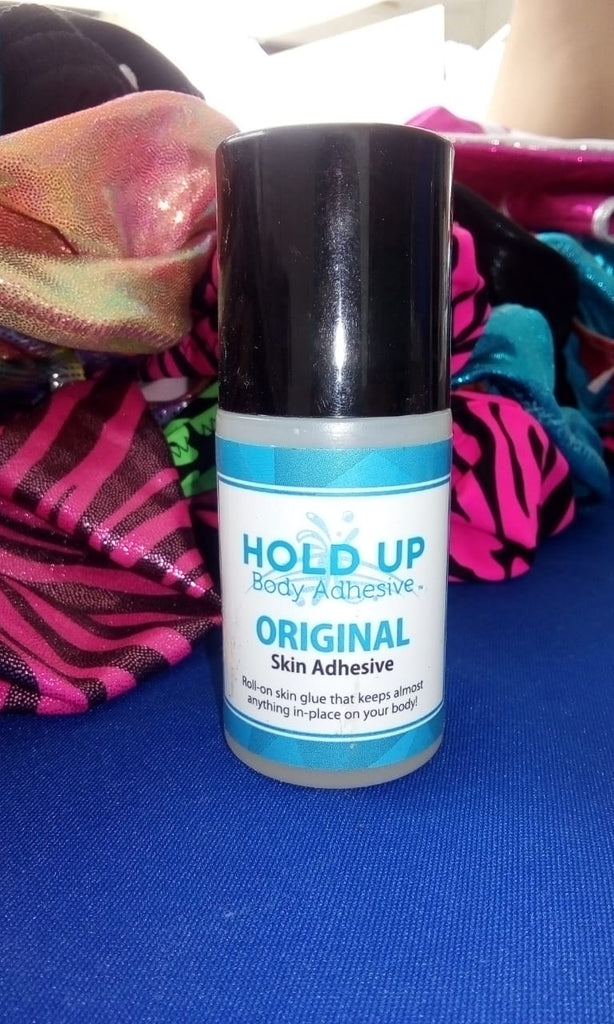 HOLD UP
Body Adhesive™
ORIGINAL
Skin Adhesive
Roll-on skin glue that keeps almost
anything in-place on your body!